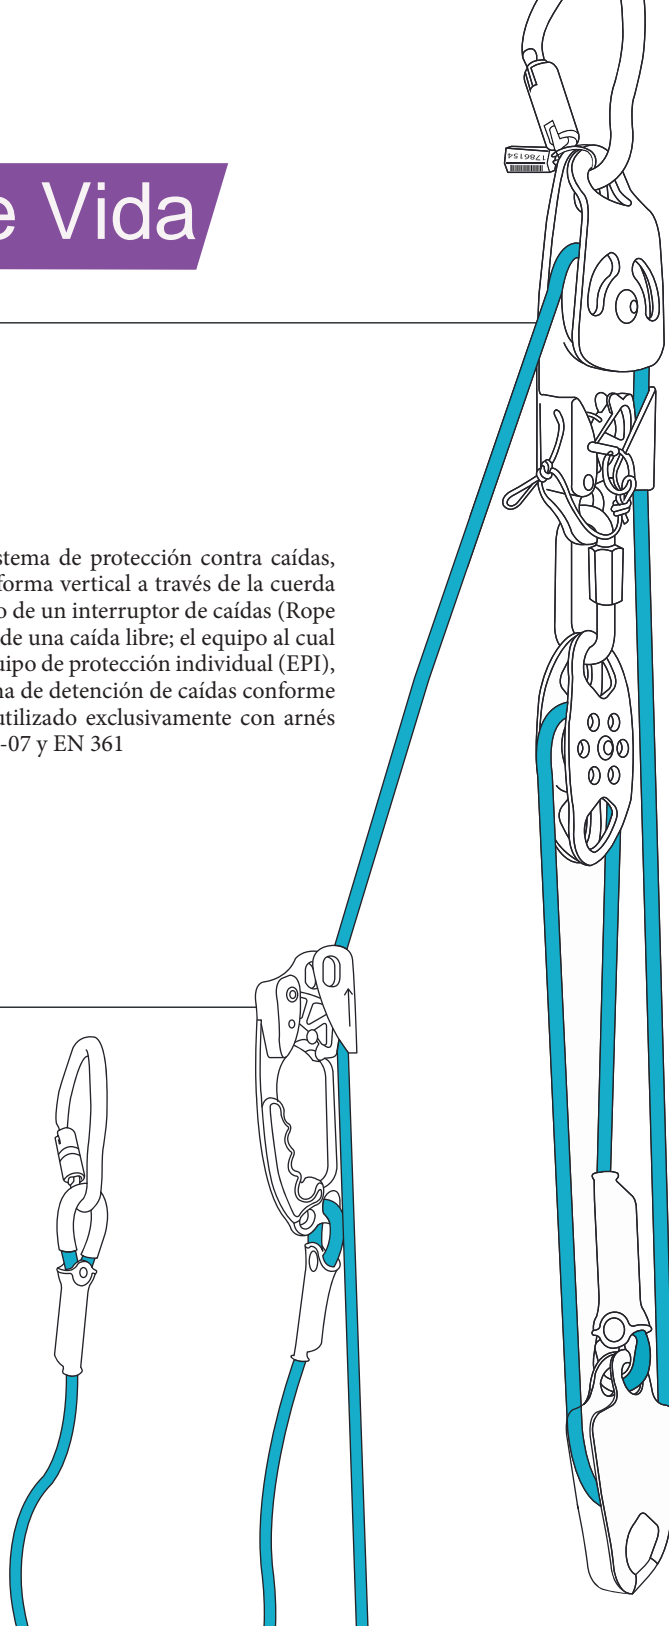 e Vida
1786154
stema de protección contra caídas,
forma vertical a través de la cuerda
o de un interruptor de caídas (Rope
de una caída libre; el equipo al cual
uipo de protección individual (EPI),
na de detención de caídas conforme
utilizado exclusivamente con arnés
-07 y EN 361